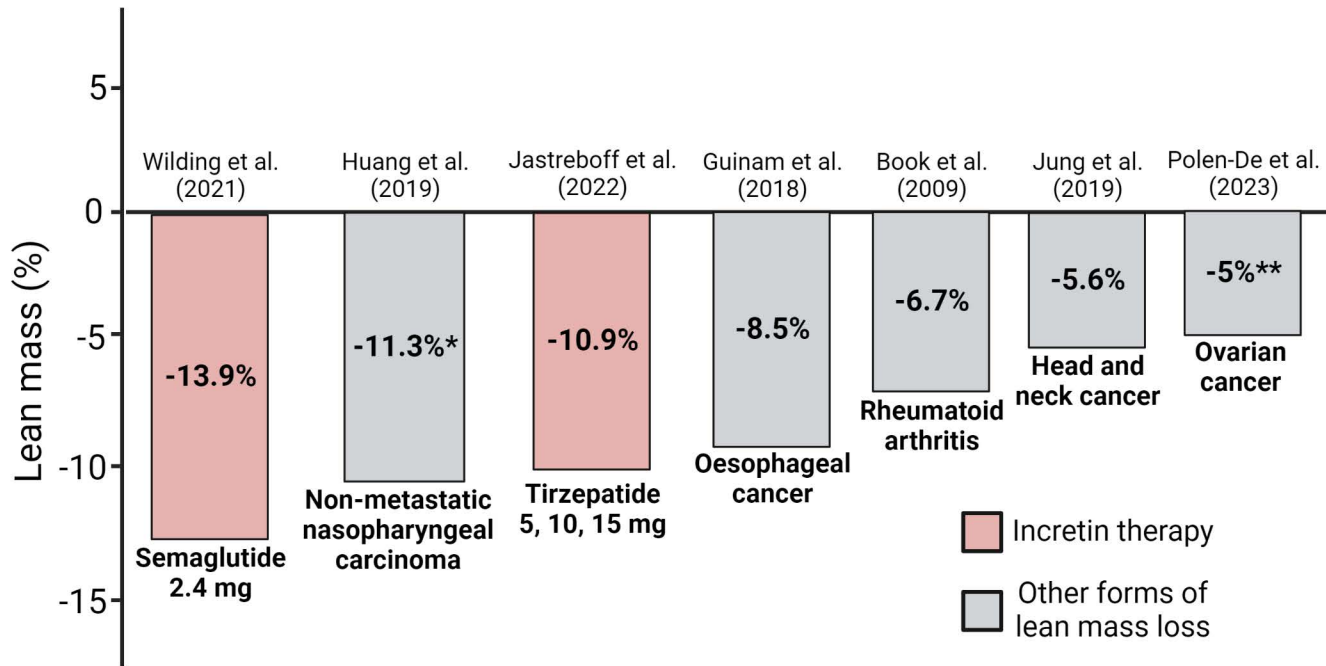 5
0
-5
-10
-15
Lean mass (%)
Wilding et al.
(2021)
-13.9%
Semaglutide
2.4 mg
Huang et al.
(2019)
-11.3%*
Non-metastatic
nasopharyngeal
carcinoma
Jastreboff et al.
(2022)
-10.9%
Tirzepatide
5, 10, 15 mg
Guinam et al.
(2018)
-8.5%
Oesophageal
cancer
Book et al.
(2009)
-6.7%
Rheumatoid
arthritis
Jung et al.
(2019)
-5.6%
Head and
neck cancer
Polen-De et al.
(2023)
-5%**
Ovarian
cancer
Incretin therapy
Other forms of
lean mass loss